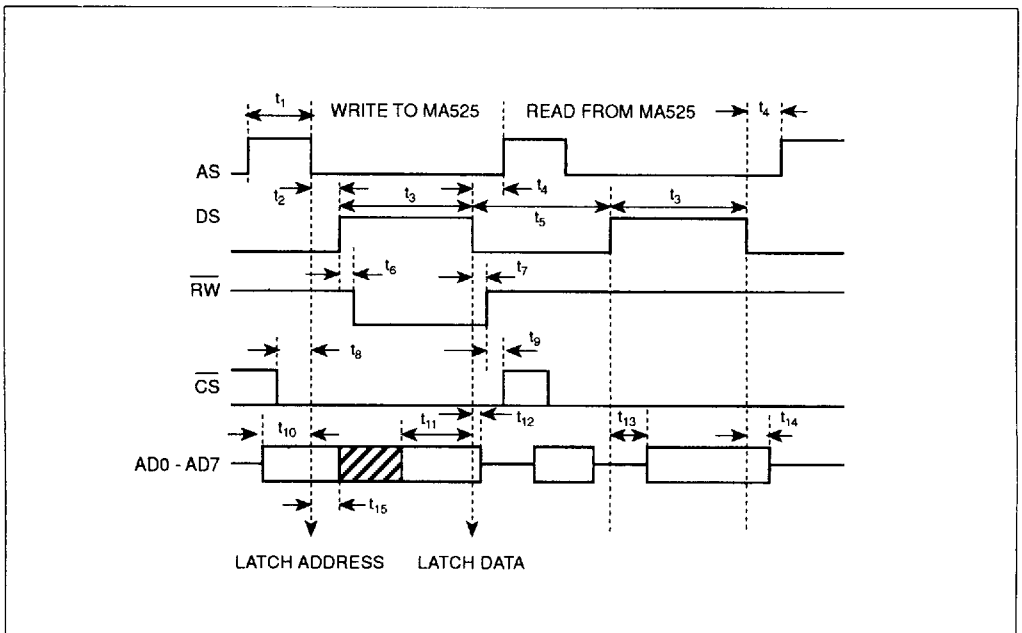 t₁ WRITE TO MA525 READ FROM MA525 t₄
AS
t₂ t₃ t₄ t₃
DS t₅
t₆ t₇
RW
t₈ t₉
CS
t₁₀ t₁₁ t₁₂ t₁₃ t₁₄
AD0 - AD7
t₁₅
LATCH ADDRESS LATCH DATA